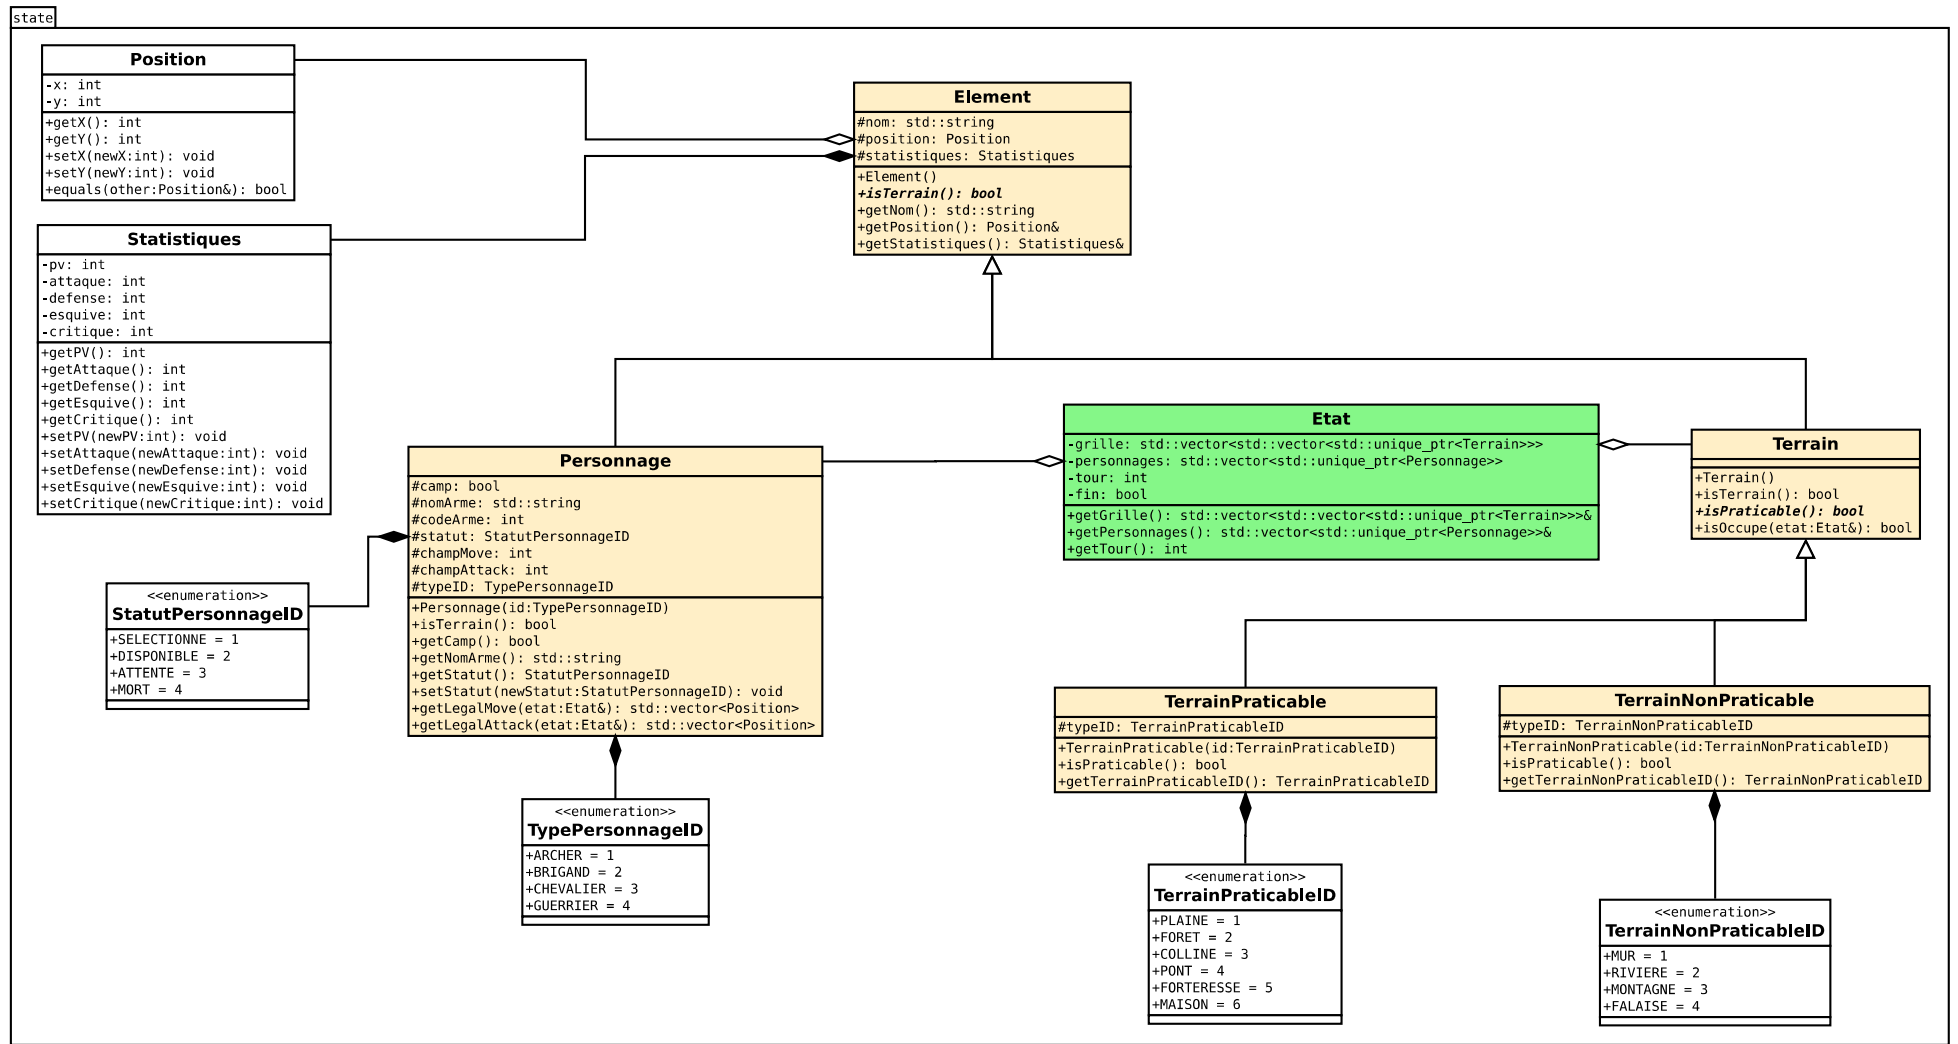 state
Position
-x: int
-y: int
+getX(): int
+getY(): int
+setX(newX:int): void
+setY(newY:int): void
+equals(other:Position&): bool
Element
#nom: std::string
#position: Position
#statistiques: Statistiques
+Element()
+isTerrain(): bool
+getNom(): std::string
+getPosition(): Position&
+getStatistiques(): Statistiques&
Statistiques
-pv: int
-attaque: int
-defense: int
-esquive: int
-critique: int
+getPV(): int
+getAttaque(): int
+getDefense(): int
+getEsquive(): int
+getCritique(): int
+setPV(newPV:int): void
+setAttaque(newAttaque:int): void
+setDefense(newDefense:int): void
+setEsquive(newEsquive:int): void
+setCritique(newCritique:int): void
Etat
-grille: std::vector<std::vector<std::unique_ptr<Terrain>>>
-personnages: std::vector<std::unique_ptr<Personnage>>
-tour: int
-fin: bool
+getGrille(): std::vector<std::vector<std::unique_ptr<Terrain>>>&
+getPersonnages(): std::vector<std::unique_ptr<Personnage>>&
+getTour(): int
Terrain
+Terrain()
+isTerrain(): bool
+isPraticable(): bool
+isOccupe(etat:Etat&): bool
Personnage
#camp: bool
#nomArme: std::string
#codeArme: int
#statut: StatutPersonnageID
#champMove: int
#champAttack: int
#typeID: TypePersonnageID
+Personnage(id:TypePersonnageID)
+isTerrain(): bool
+getCamp(): bool
+getNomArme(): std::string
+getStatut(): StatutPersonnageID
+setStatut(newStatut:StatutPersonnageID): void
+getLegalMove(etat:Etat&): std::vector<Position>
+getLegalAttack(etat:Etat&): std::vector<Position>
<<enumeration>>
StatutPersonnageID
+SELECTIONNE = 1
+DISPONIBLE = 2
+ATTENTE = 3
+MORT = 4
TerrainPraticable
#typeID: TerrainPraticableID
+TerrainPraticable(id:TerrainPraticableID)
+isPraticable(): bool
+getTerrainPraticableID(): TerrainPraticableID
TerrainNonPraticable
#typeID: TerrainNonPraticableID
+TerrainNonPraticable(id:TerrainNonPraticableID)
+isPraticable(): bool
+getTerrainNonPraticableID(): TerrainNonPraticableID
<<enumeration>>
TypePersonnageID
+ARCHER = 1
+BRIGAND = 2
+CHEVALIER = 3
+GUERRIER = 4
<<enumeration>>
TerrainPraticableID
+PLAINE = 1
+FORET = 2
+COLLINE = 3
+PONT = 4
+FORTERESSE = 5
+MAISON = 6
<<enumeration>>
TerrainNonPraticableID
+MUR = 1
+RIVIERE = 2
+MONTAGNE = 3
+FALAISE = 4